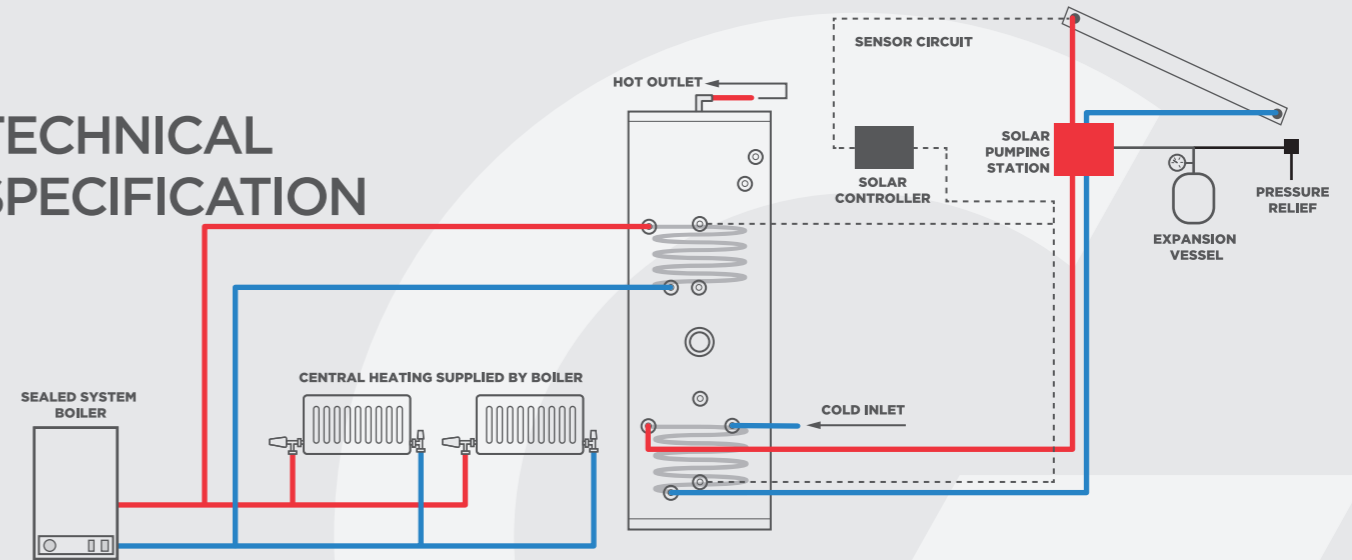 TECHNICAL
SPECIFICATION
SENSOR CIRCUIT
HOT OUTLET
SOLAR
CONTROLLER
SOLAR
PUMPING
STATION
PRESSURE
RELIEF
EXPANSION
VESSEL
CENTRAL HEATING SUPPLIED BY BOILER
SEALED SYSTEM
BOILER
COLD INLET